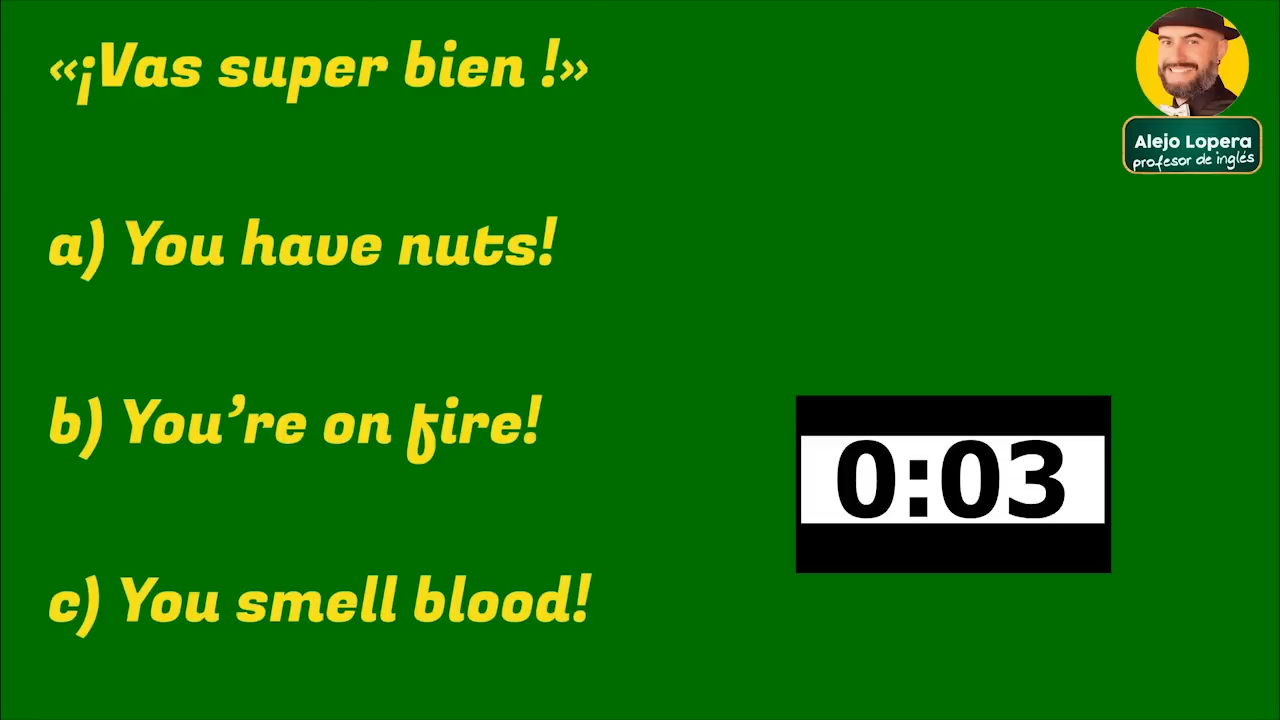 «¡Vas super bien !»
Alejo Lopera
profesor de inglés
a) You have nuts!
b) You’re on fire!
0:03
c) You smell blood!